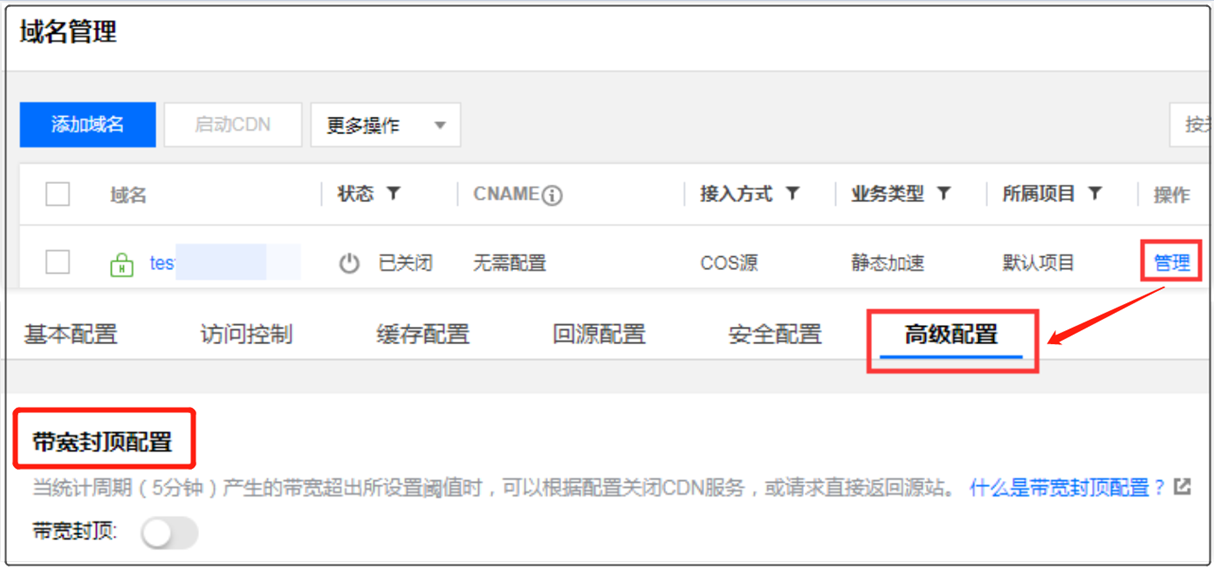 域名管理
添加域名 启动CDN 更多操作 按
域名 状态 CNAME 接入方式 业务类型 所属项目 操作
tes 已关闭 无需配置 COS源 静态加速 默认项目 管理
基本配置 访问控制 缓存配置 回源配置 安全配置 高级配置
带宽封顶配置
当统计周期（5分钟）产生的带宽超出所设置阈值时，可以根据配置关闭CDN服务，或请求直接返回源站。 什么是带宽封顶配置？
带宽封顶: